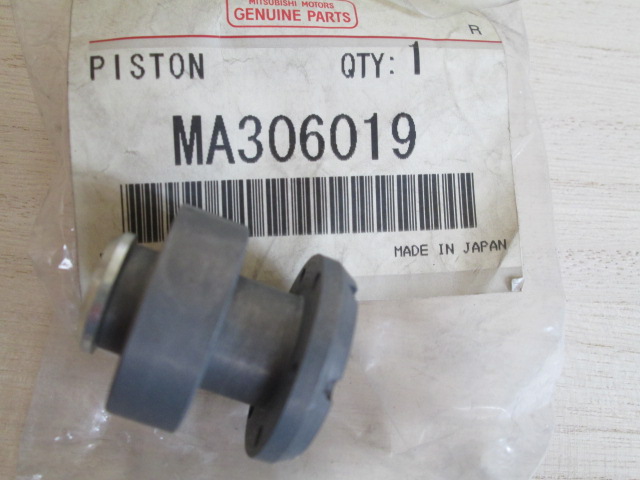 MITSUBISHI MOTORS
GENUINE PARTS
R
PISTON QTY: 1
MA306019
MADE IN JAPAN